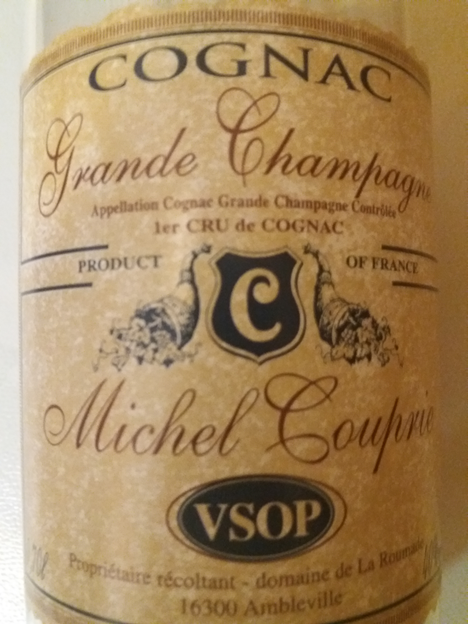 COGNAC
Grande Champagne
Appellation Cognac Grande Champagne Contrôlée
1er CRU de COGNAC
PRODUCT OF FRANCE
C
Michel Couprie
VSOP
Propriétaire récoltant - domaine de La
16300 Ambleville